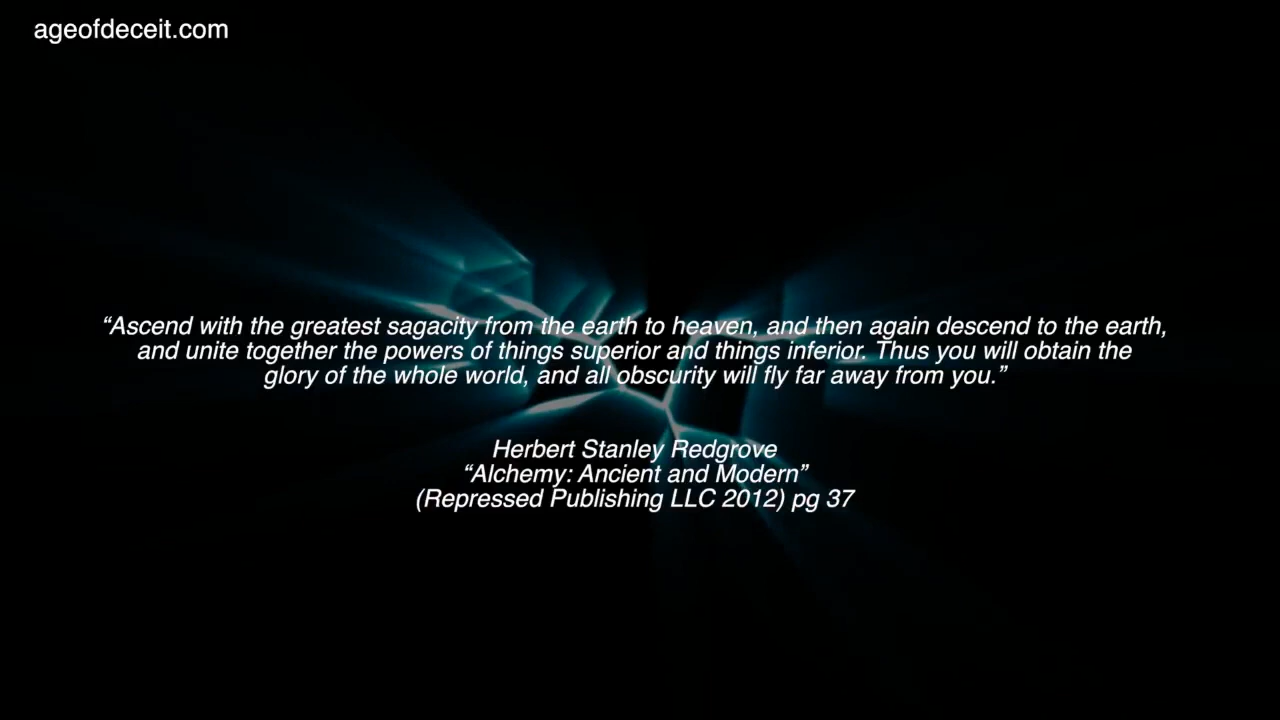 ageofdeceit.com
“Ascend with the greatest sagacity from the earth to heaven, and then again descend to the earth,
and unite together the powers of things superior and things inferior. Thus you will obtain the
glory of the whole world, and all obscurity will fly far away from you.”
Herbert Stanley Redgrove
“Alchemy: Ancient and Modern”
(Repressed Publishing LLC 2012) pg 37